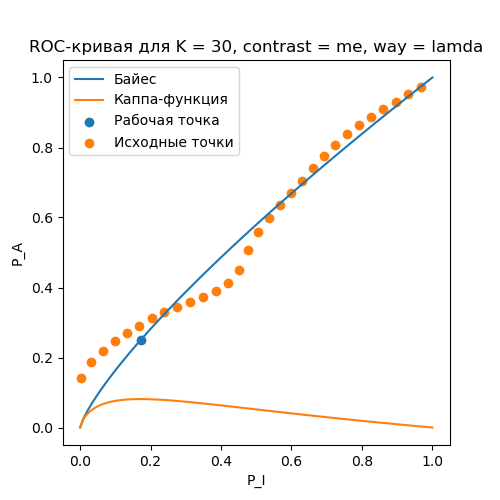 ROC-кривая для K = 30, contrast = me, way = lamda
Байес
Каппа-функция
Рабочая точка
Исходные точки
1.0
0.8
0.6
0.4
0.2
0.0
P_A
0.0 0.2 0.4 0.6 0.8 1.0
P_I